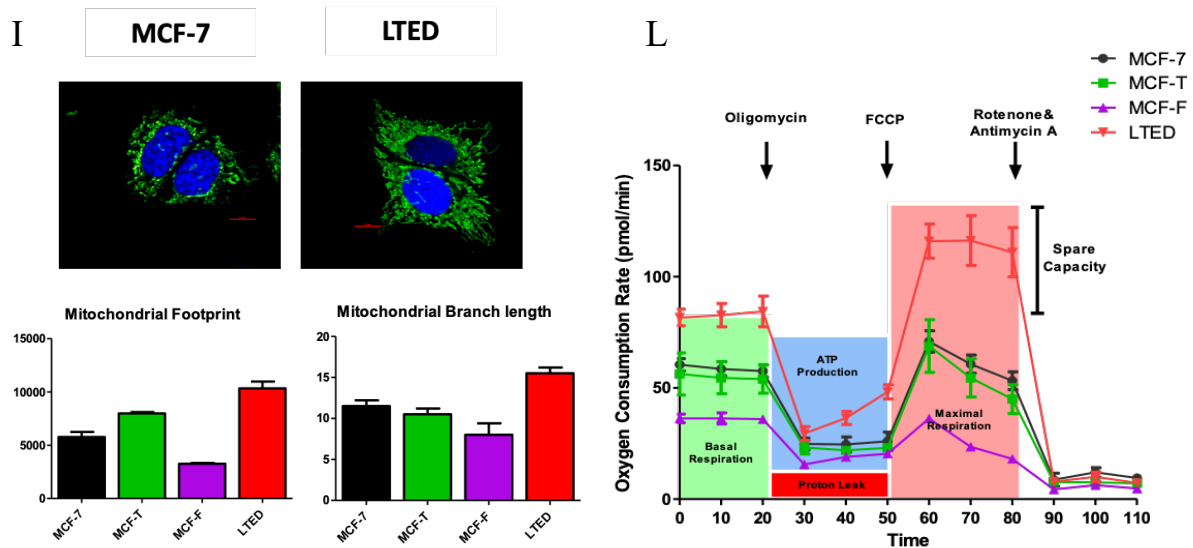 I
MCF-7
LTED
Mitochondrial Footprint
15000
10000
5000
0
MCF-7
MCF-T
MCF-F
LTED
Mitochondrial Branch length
20
15
10
5
0
MCF-7
MCF-T
MCF-F
LTED
L
MCF-7
MCF-T
MCF-F
LTED
Oligomycin
FCCP
Rotenone&
Antimycin A
Oxygen Consumption Rate (pmol/min)
150
100
50
0
Spare
Capacity
ATP
Production
Maximal
Respiration
Basal
Respiration
Proton Leak
0 10 20 30 40 50 60 70 80 90 100 110
Time